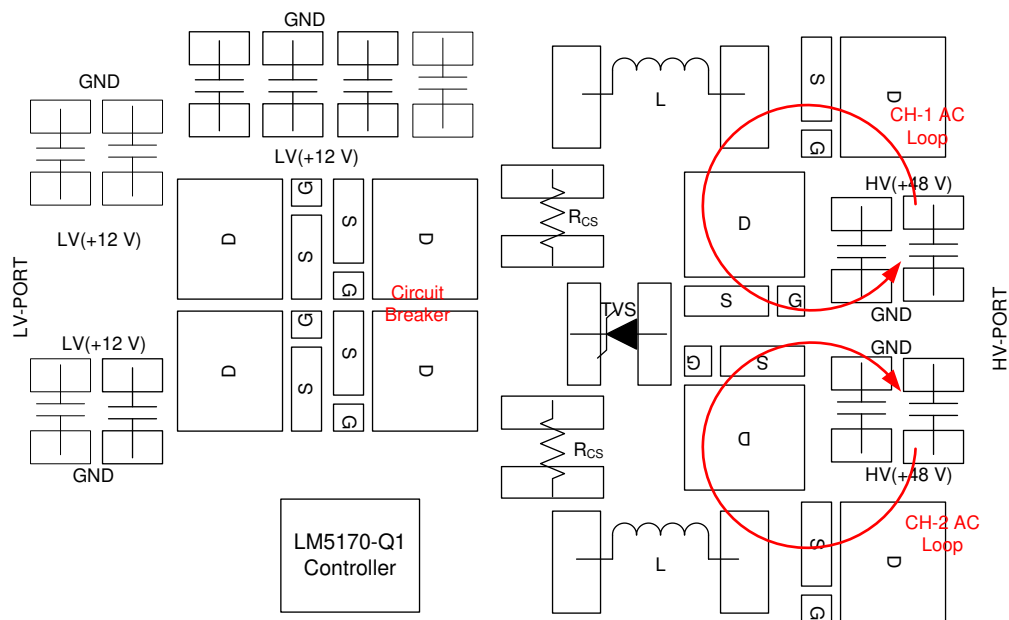 GND
GND
LV(+12 V)
LV(+12 V)
LV-PORT
LV(+12 V)
GND
D
G
S
S
G
D
Circuit
Breaker
D
G
S
S
G
D
LM5170-Q1
Controller
L
S
G
D
CH-1 AC
Loop
RCS
D
S
G
HV(+48 V)
GND
TVS
HV-PORT
GND
G
S
D
HV(+48 V)
RCS
L
S
G
D
CH-2 AC
Loop